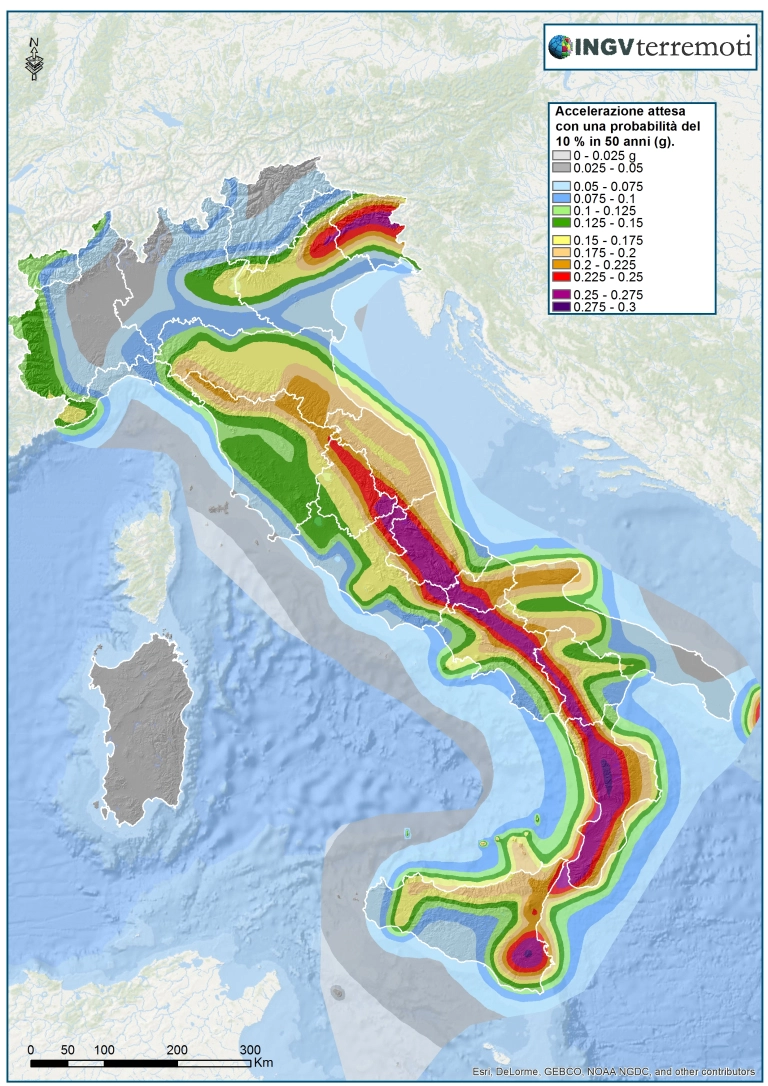 N
INGVterremoti
Accelerazione attesa
con una probabilità del
10 % in 50 anni (g).
0 - 0.025 g
0.025 - 0.05
0.05 - 0.075
0.075 - 0.1
0.1 - 0.125
0.125 - 0.15
0.15 - 0.175
0.175 - 0.2
0.2 - 0.225
0.225 - 0.25
0.25 - 0.275
0.275 - 0.3
0 50 100 200 300
Km
Esri, DeLorme, GEBCO, NOAA NGDC, and other contributors